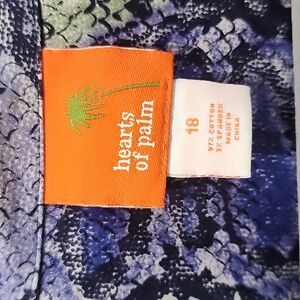 hearts
of palm
18
97% COTTON
3% SPANDEX
MADE IN
CHINA